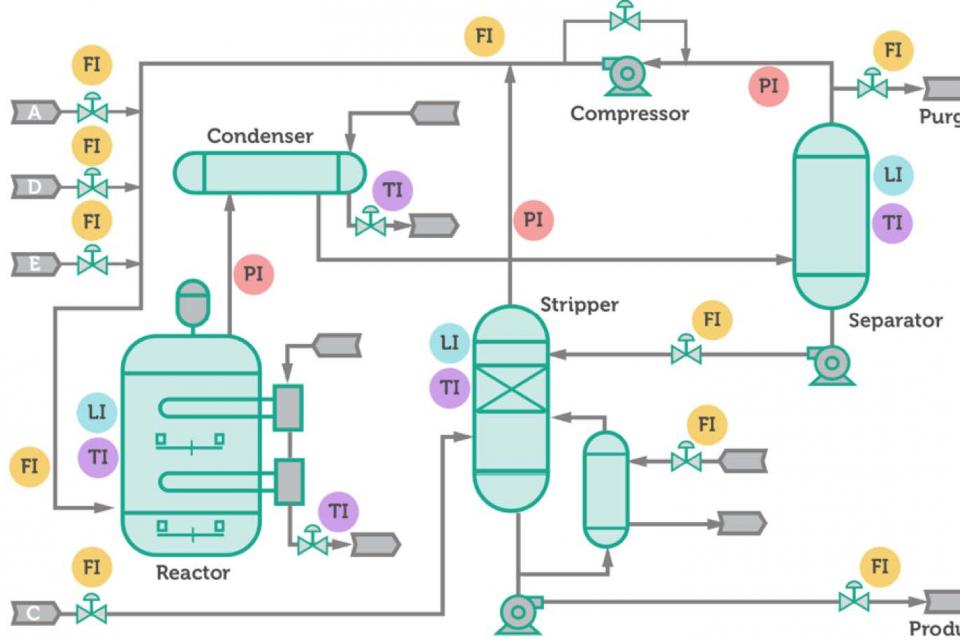 FI
FI
FI
PI
Compressor
Purg
A
FI
Condenser
D
TI
LI
TI
FI
PI
E
PI
Stripper
FI
Separator
LI
TI
LI
TI
FI
FI
TI
FI
FI
Reactor
C
Produ